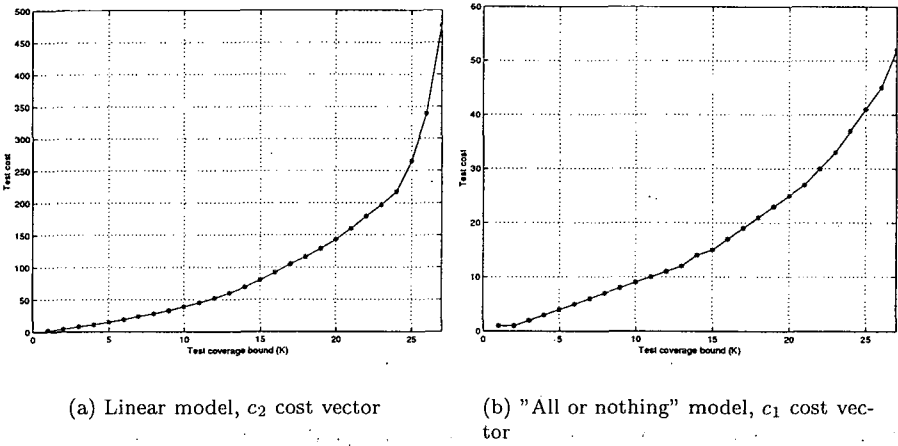 500
450
400
350
300
250
200
150
100
50
0
Test cost
0 5 10 15 20 25
Test coverage bound (K)
(a) Linear model, c2 cost vector
60
50
40
30
20
10
0
Test cost
0 5 10 15 20 25
Test coverage bound (K)
(b) "All or nothing" model, c1 cost vec-
tor